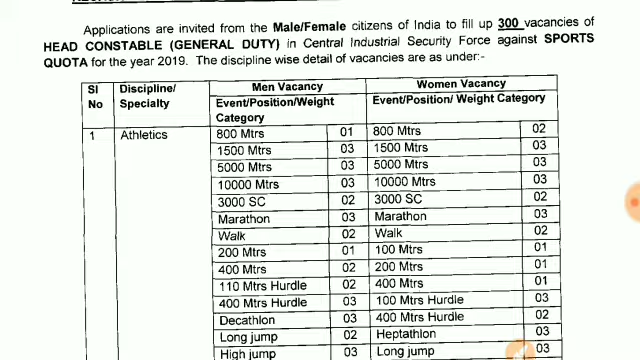 Applications are invited from the Male/Female citizens of India to fill up 300 vacancies of
HEAD CONSTABLE (GENERAL DUTY) in Central Industrial Security Force against SPORTS
QUOTA for the year 2019. The discipline wise detail of vacancies are as under:-
Sl No Discipline/ Specialty Men Vacancy Women Vacancy
Event/Position/Weight Category Event/Position/ Weight Category
1 Athletics 800 Mtrs 01 800 Mtrs 02
1500 Mtrs 03 1500 Mtrs 03
5000 Mtrs 03 5000 Mtrs 03
10000 Mtrs 03 10000 Mtrs 03
3000 SC 02 3000 SC 02
Marathon 03 Marathon 03
Walk 02 Walk 02
200 Mtrs 01 100 Mtrs 01
400 Mtrs 02 200 Mtrs 01
110 Mtrs Hurdle 02 400 Mtrs 01
400 Mtrs Hurdle 03 100 Mtrs Hurdle 03
Decathlon 03 400 Mtrs Hurdle 02
Long jump 02 Heptathlon 03
High jump 03 Long jump 03